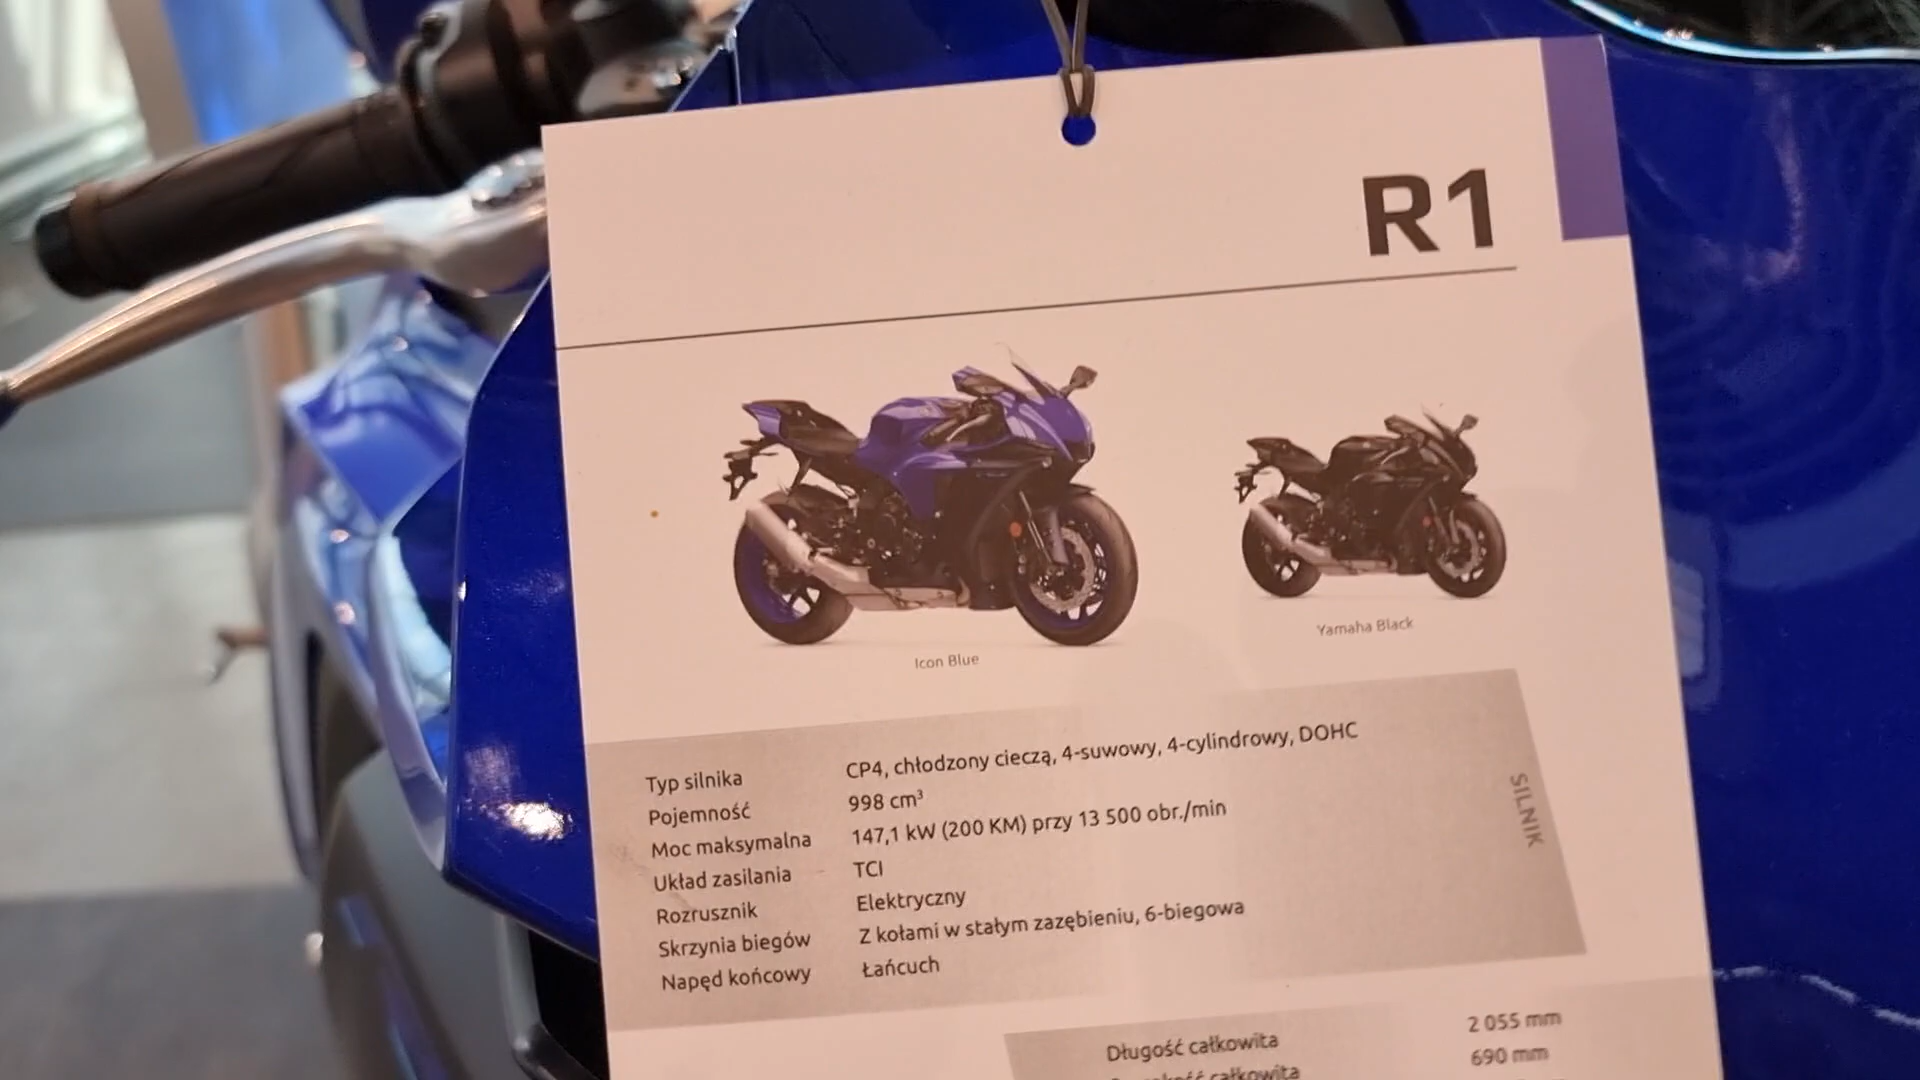 R1
Icon Blue
Yamaha Black
Typ silnika CP4, chłodzony cieczą, 4-suwowy, 4-cylindrowy, DOHC
Pojemność 998 cm³
Moc maksymalna 147,1 kW (200 KM) przy 13 500 obr./min
Układ zasilania TCI
Rozrusznik Elektryczny
Skrzynia biegów Z kołami w stałym zazębieniu, 6-biegowa
Napęd końcowy Łańcuch
SILNIK
Długość całkowita 2 055 mm
całkowita 690 mm